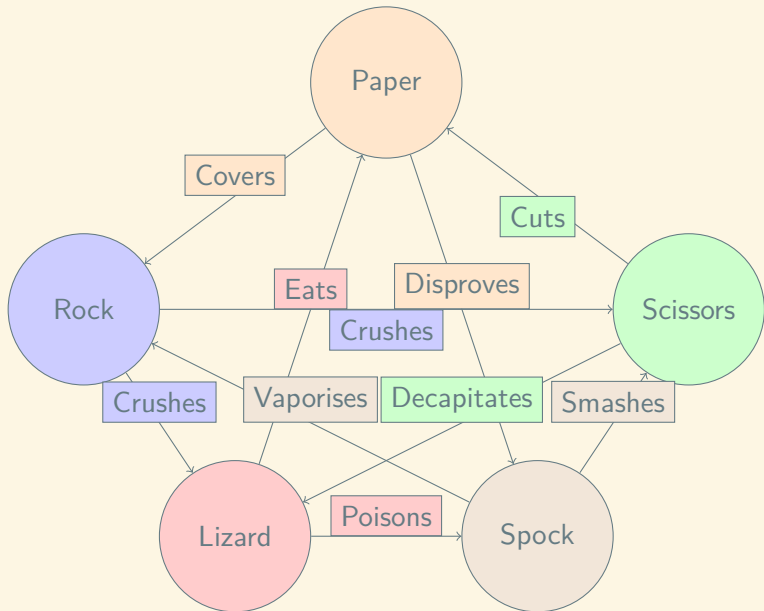 Paper
Covers
Cuts
Eats
Disproves
Rock
Scissors
Crushes
Crushes
Vaporises
Decapitates
Smashes
Poisons
Lizard
Spock